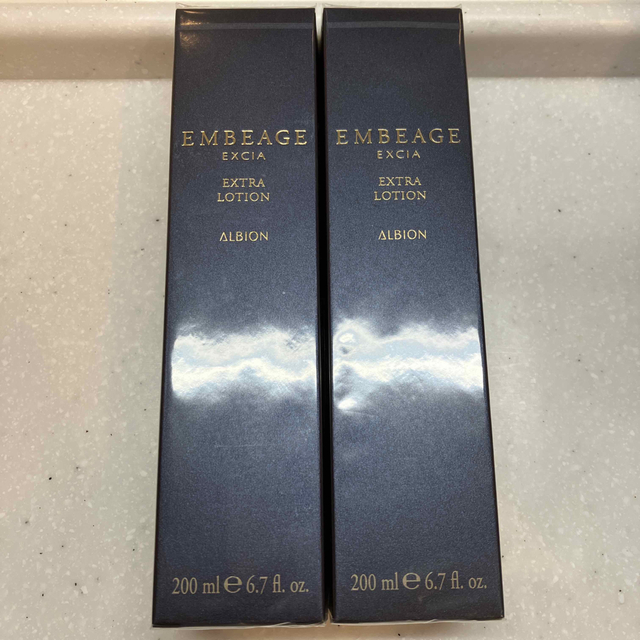 EMBEAGE
EXCIA
EXTRA
LOTION
ALBION
200 ml ℮ 6.7 fl. oz.
EMBEAGE
EXCIA
EXTRA
LOTION
ALBION
200 ml ℮ 6.7 fl. oz.